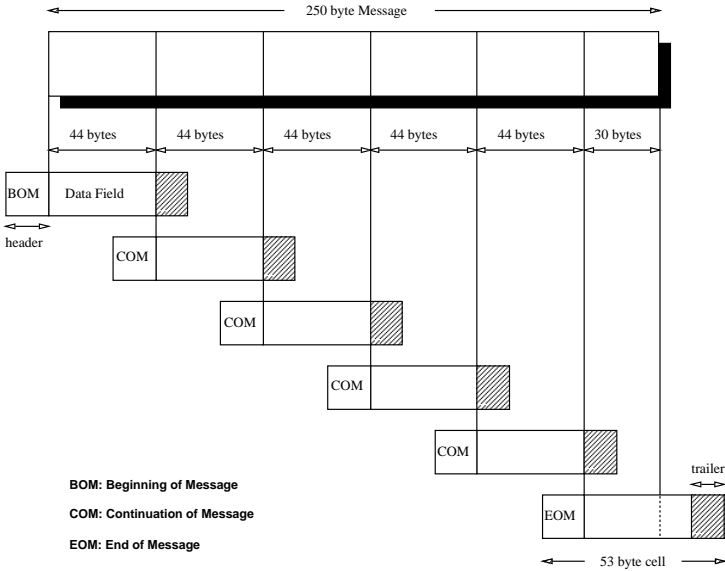 250 byte Message
44 bytes 44 bytes 44 bytes 44 bytes 44 bytes 30 bytes
BOM Data Field
header
COM
COM
COM
COM
trailer
BOM: Beginning of Message
COM: Continuation of Message
EOM
EOM: End of Message
53 byte cell